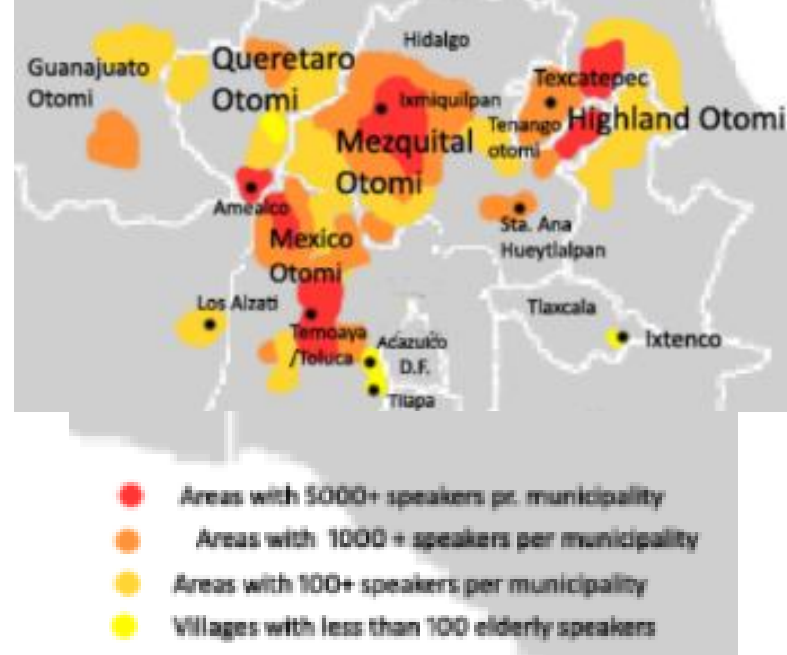 Hidalgo
Guanajuato
Otomi
Queretaro
Otomi
Texcatepec
Ixmiquilpan
Tenango
otomi
Highland Otomi
Mezquital
Otomi
Amealco
Sta. Ana
Hueytlalpan
Mexico
Otomi
Los Alzati
Tlaxcala
Temoaya
/Toluca
Acazulco
D.F.
Ixtenco
Tilapa
Areas with 5000+ speakers pr. municipality
Areas with 1000 + speakers per municipality
Areas with 100+ speakers per municipality
Villages with less than 100 elderly speakers